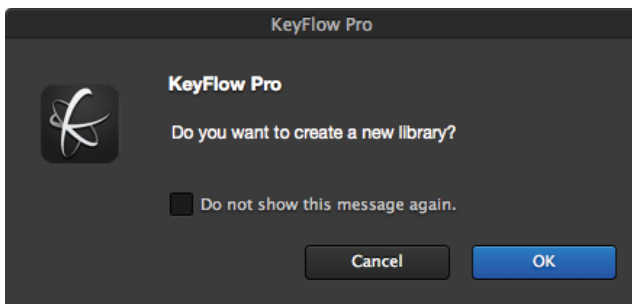 KeyFlow Pro
KeyFlow Pro
Do you want to create a new library?
Do not show this message again.
Cancel OK